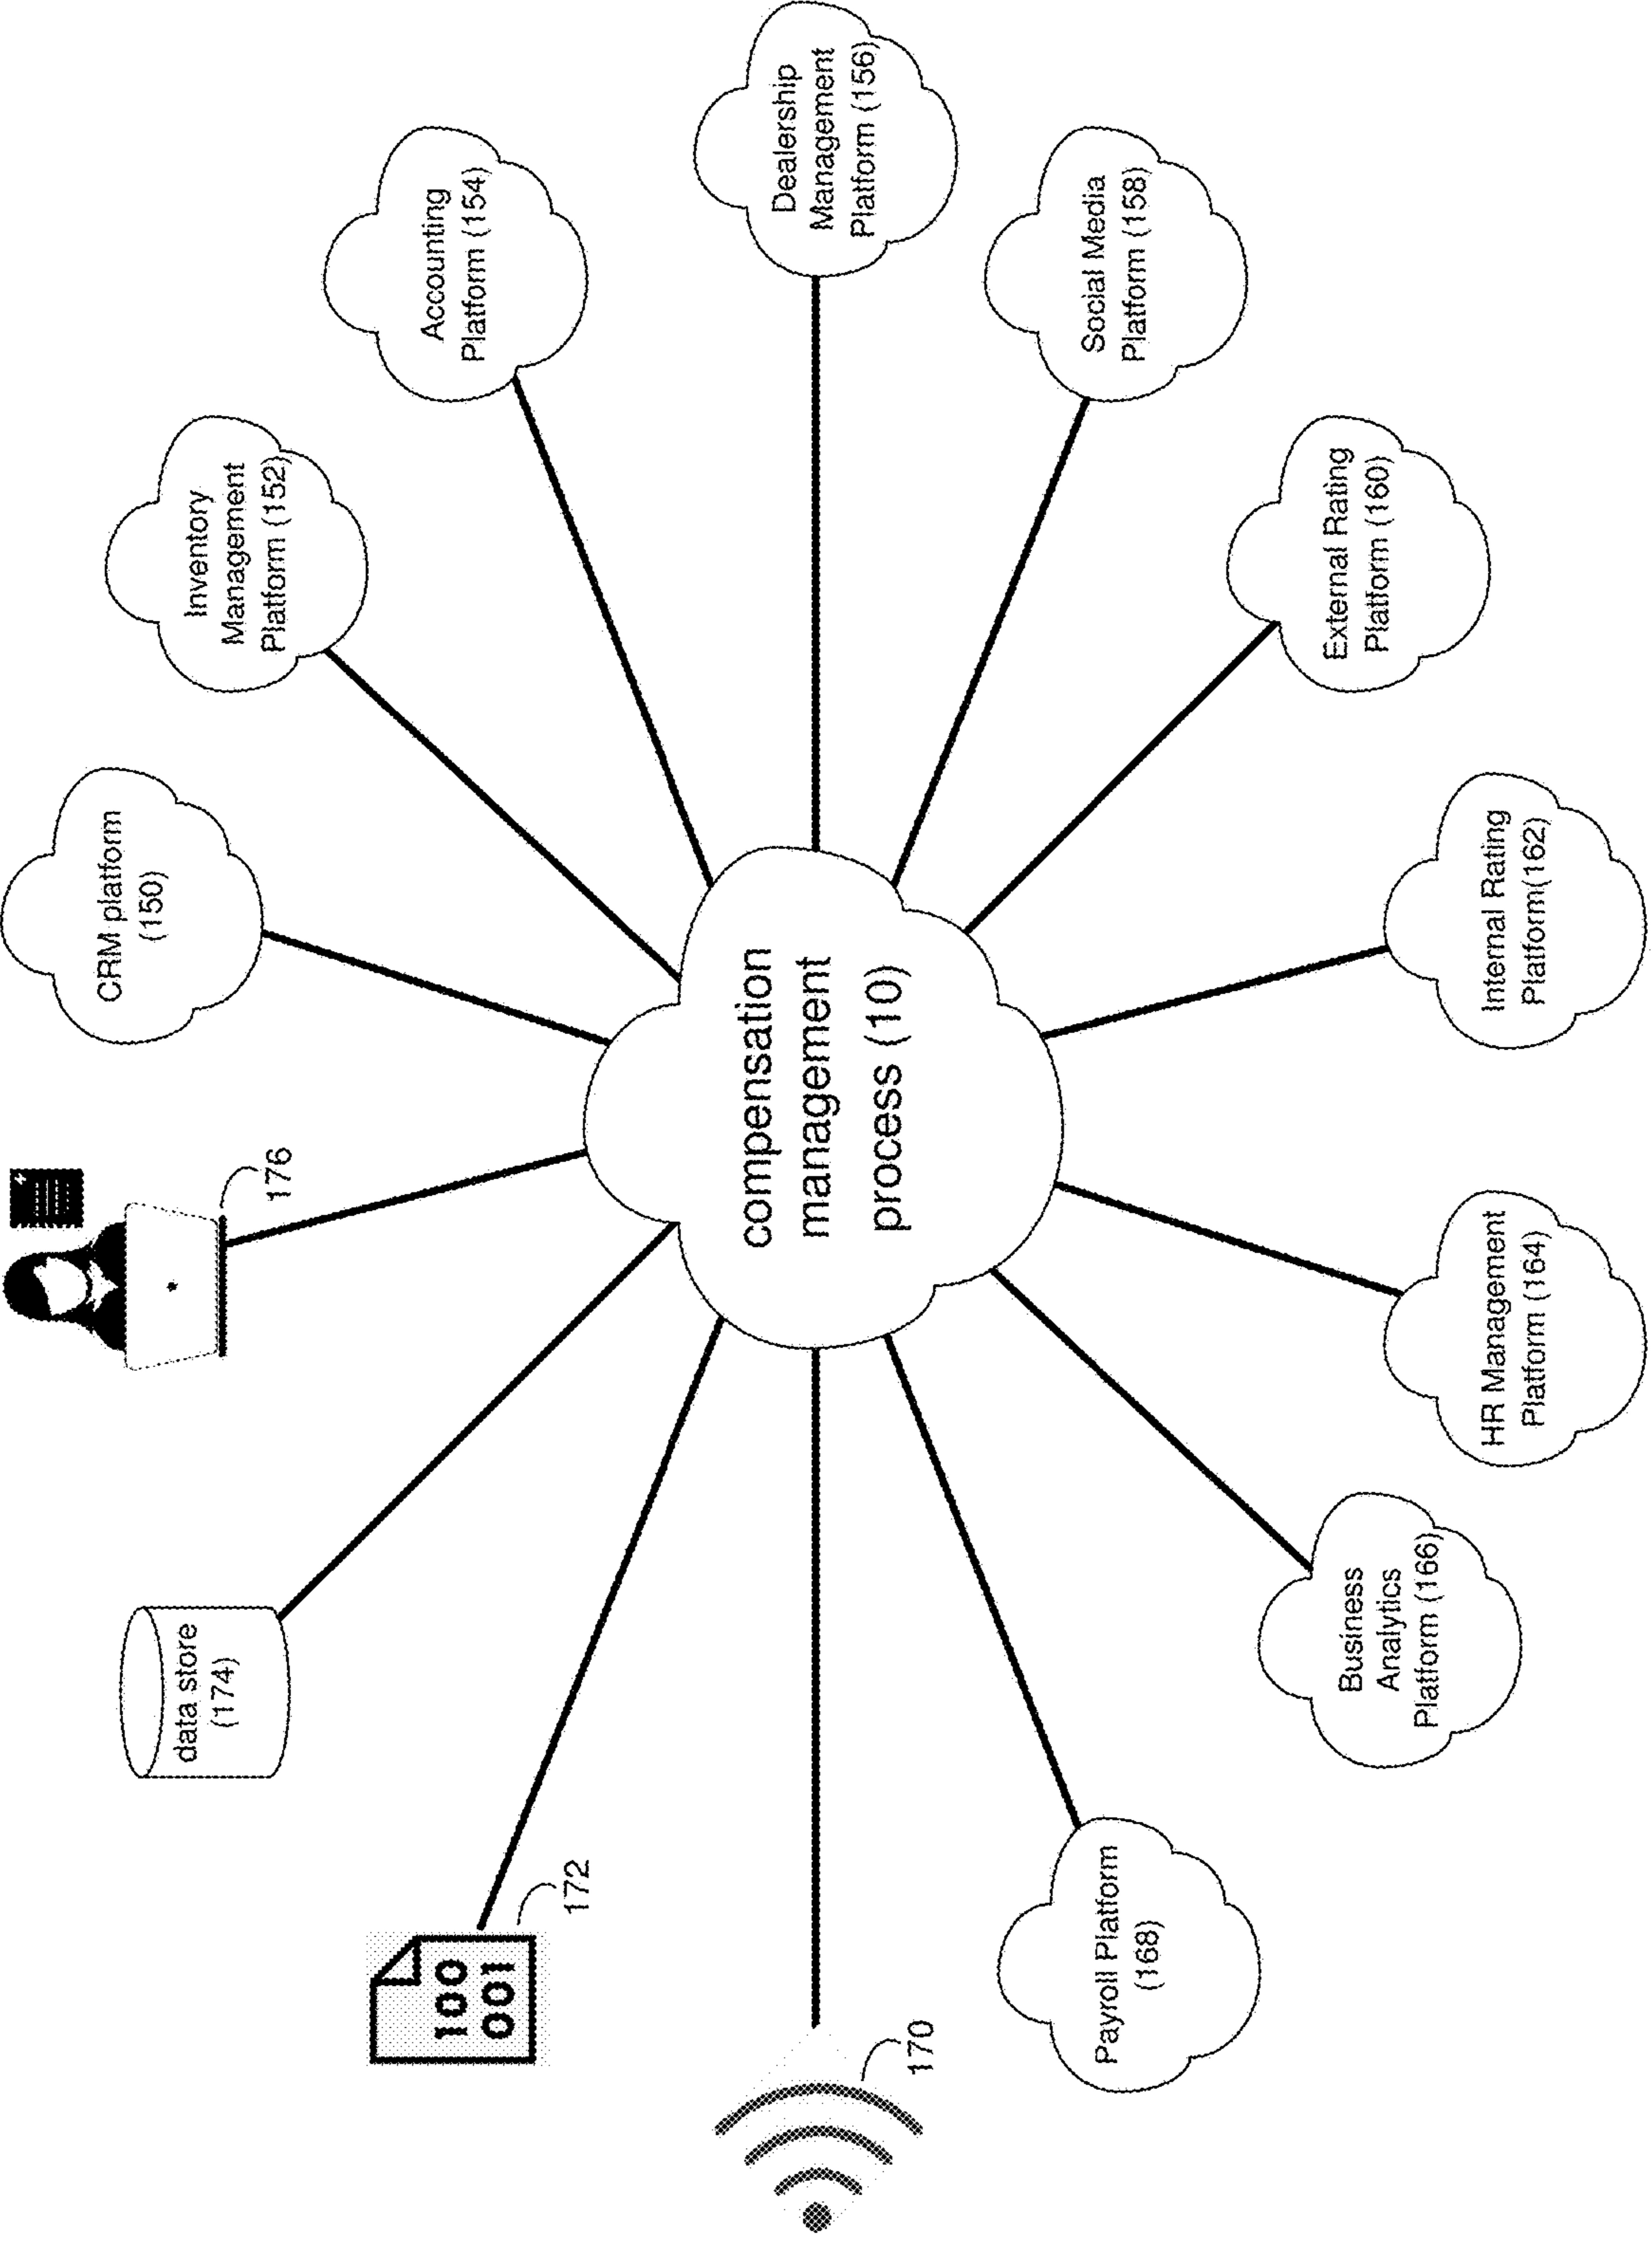 176
CRM platform
(150)
Inventory
Management
Platform (152)
Accounting
Platform (154)
data store
(174)
100
001
172
compensation
management
process (10)
Dealership
Management
Platform (156)
170
Social Media
Platform (158)
Payroll Platform
(168)
External Rating
Platform (160)
Business
Analytics
Platform (166)
HR Management
Platform (164)
Internal Rating
Platform(162)